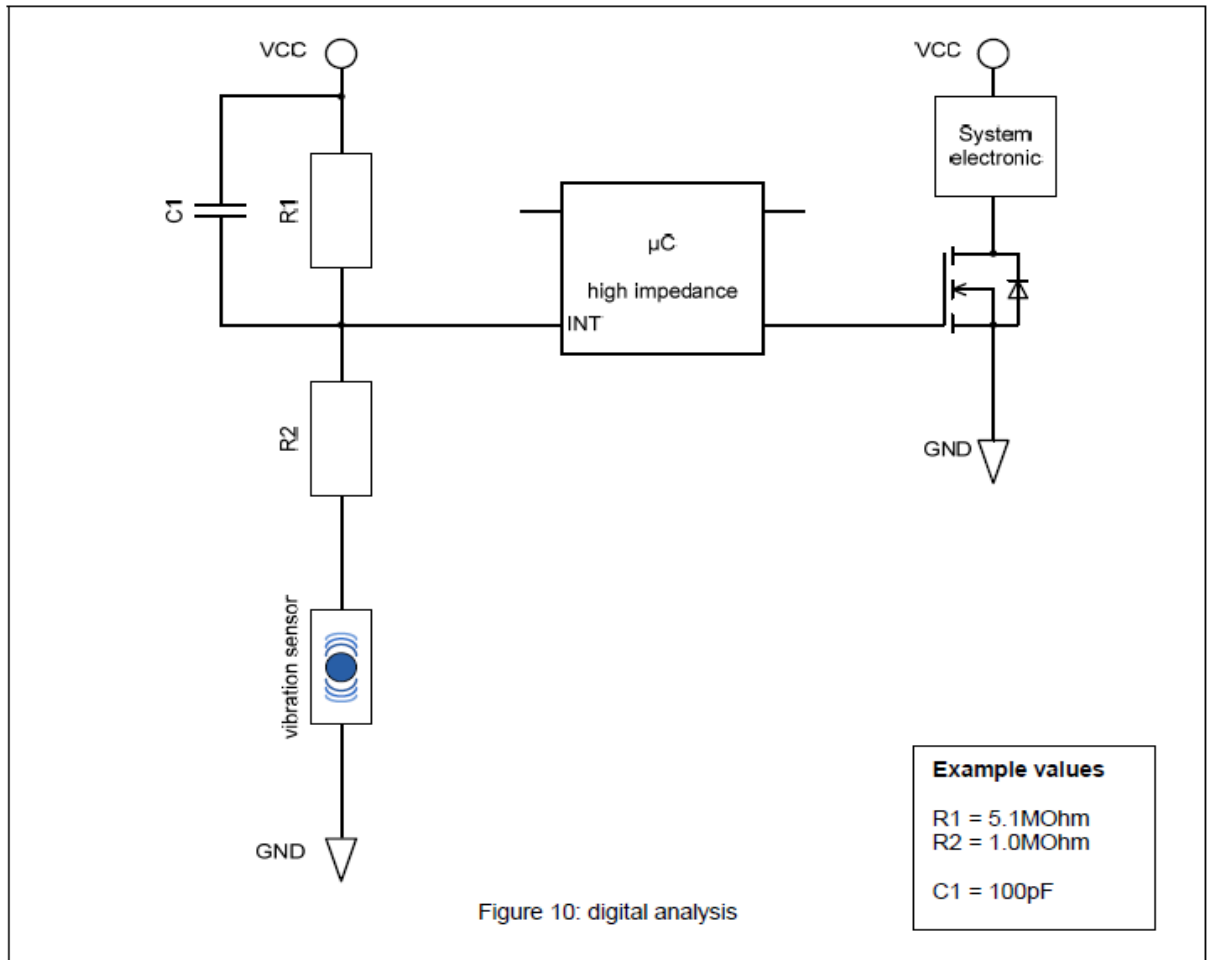 VCC
VCC
System
electronic
C1
R1
µC
high impedance
INT
R2
GND
vibration sensor
GND
Example values
R1 = 5.1MOhm
R2 = 1.0MOhm
C1 = 100pF
Figure 10: digital analysis